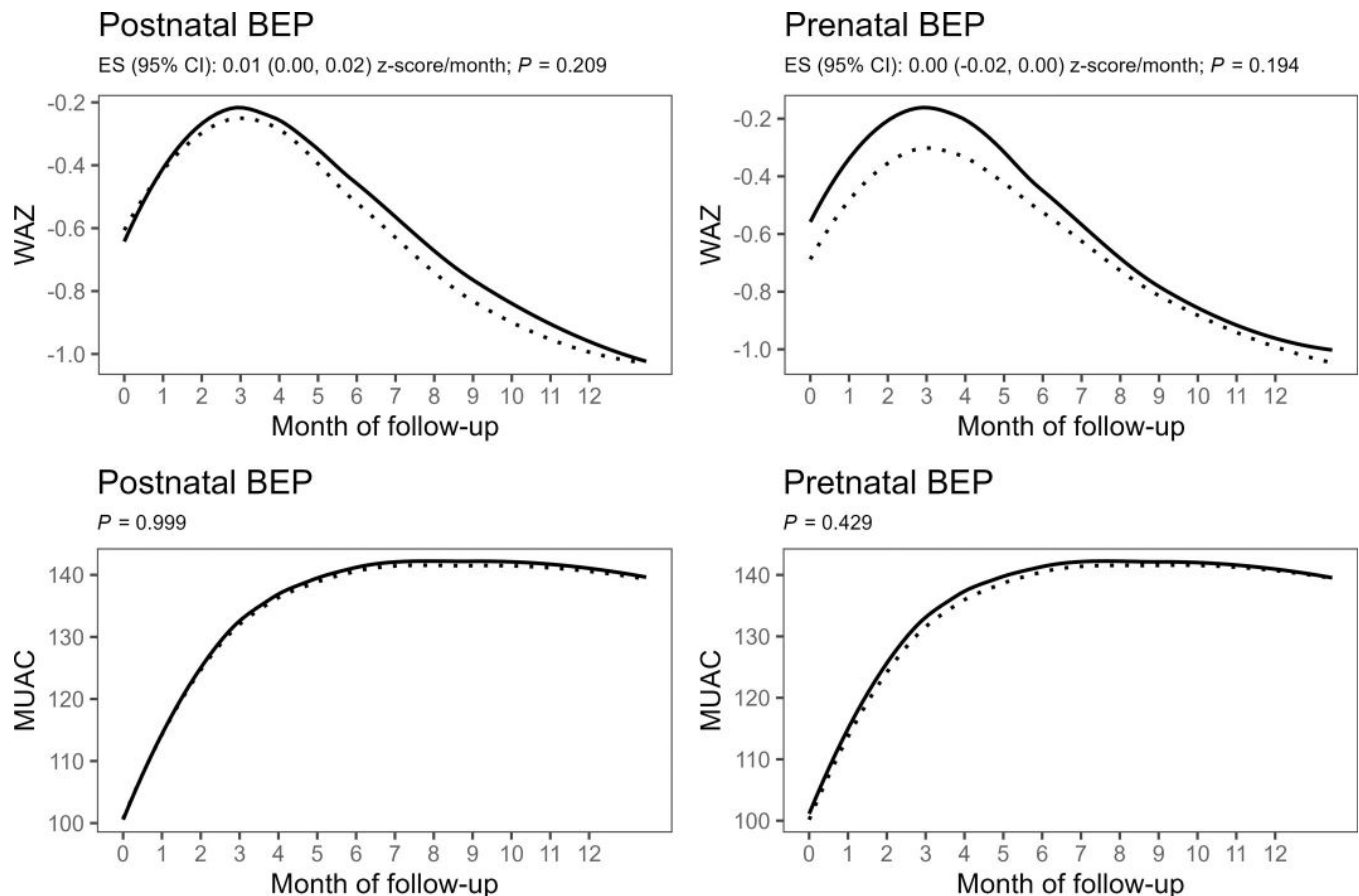 Postnatal BEP
ES (95% CI): 0.01 (0.00, 0.02) z-score/month; P = 0.209
-0.2
-0.4
-0.6
-0.8
-1.0
WAZ
0 1 2 3 4 5 6 7 8 9 10 11 12
Month of follow-up
Prenatal BEP
ES (95% CI): 0.00 (-0.02, 0.00) z-score/month; P = 0.194
-0.2
-0.4
-0.6
-0.8
-1.0
WAZ
0 1 2 3 4 5 6 7 8 9 10 11 12
Month of follow-up
Postnatal BEP
P = 0.999
140
130
120
110
100
MUAC
0 1 2 3 4 5 6 7 8 9 10 11 12
Month of follow-up
Pretnatal BEP
P = 0.429
140
130
120
110
100
MUAC
0 1 2 3 4 5 6 7 8 9 10 11 12
Month of follow-up